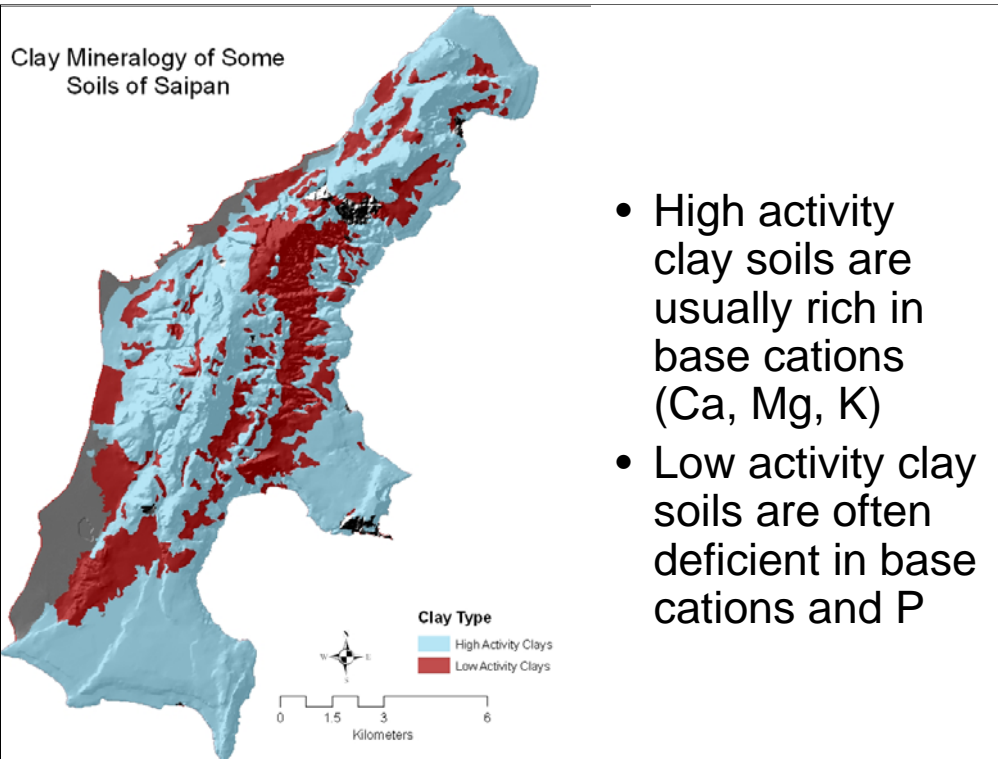 Clay Mineralogy of Some
Soils of Saipan
• High activity
clay soils are
usually rich in
base cations
(Ca, Mg, K)
• Low activity clay
soils are often
deficient in base
cations and P
Clay Type
High Activity Clays
Low Activity Clays
N
W E
S
0 1.5 3 6
Kilometers